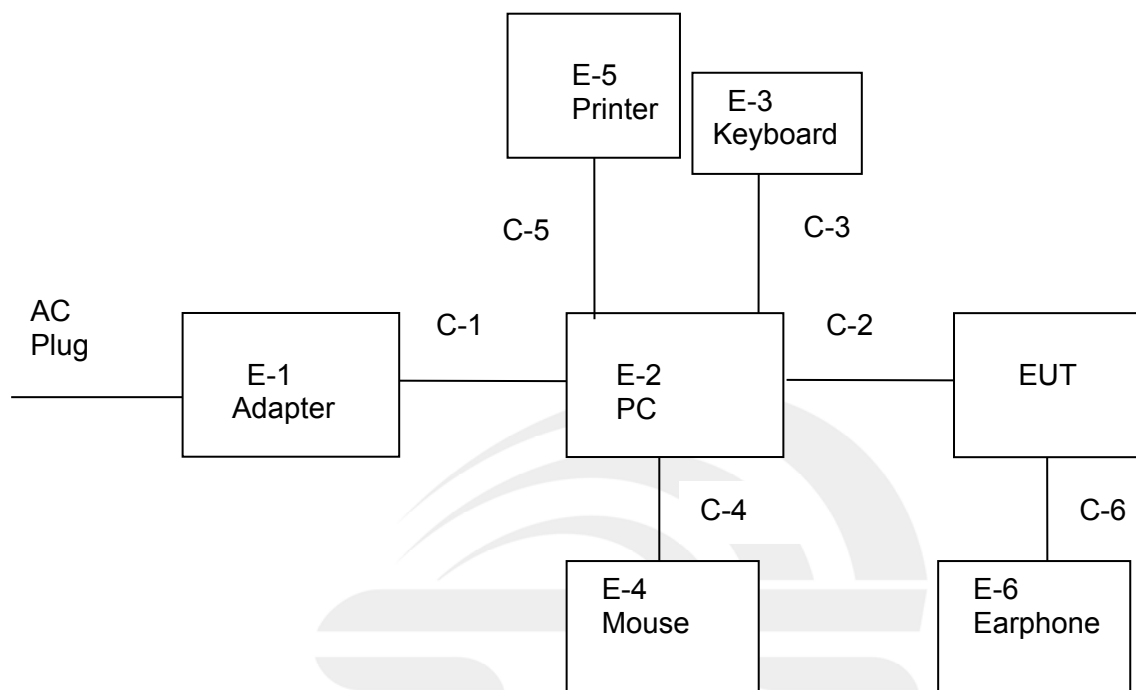 E-5
Printer
E-3
Keyboard
C-5
C-3
AC
Plug
C-1
C-2
E-1
Adapter
E-2
PC
EUT
C-4
C-6
E-4
Mouse
E-6
Earphone